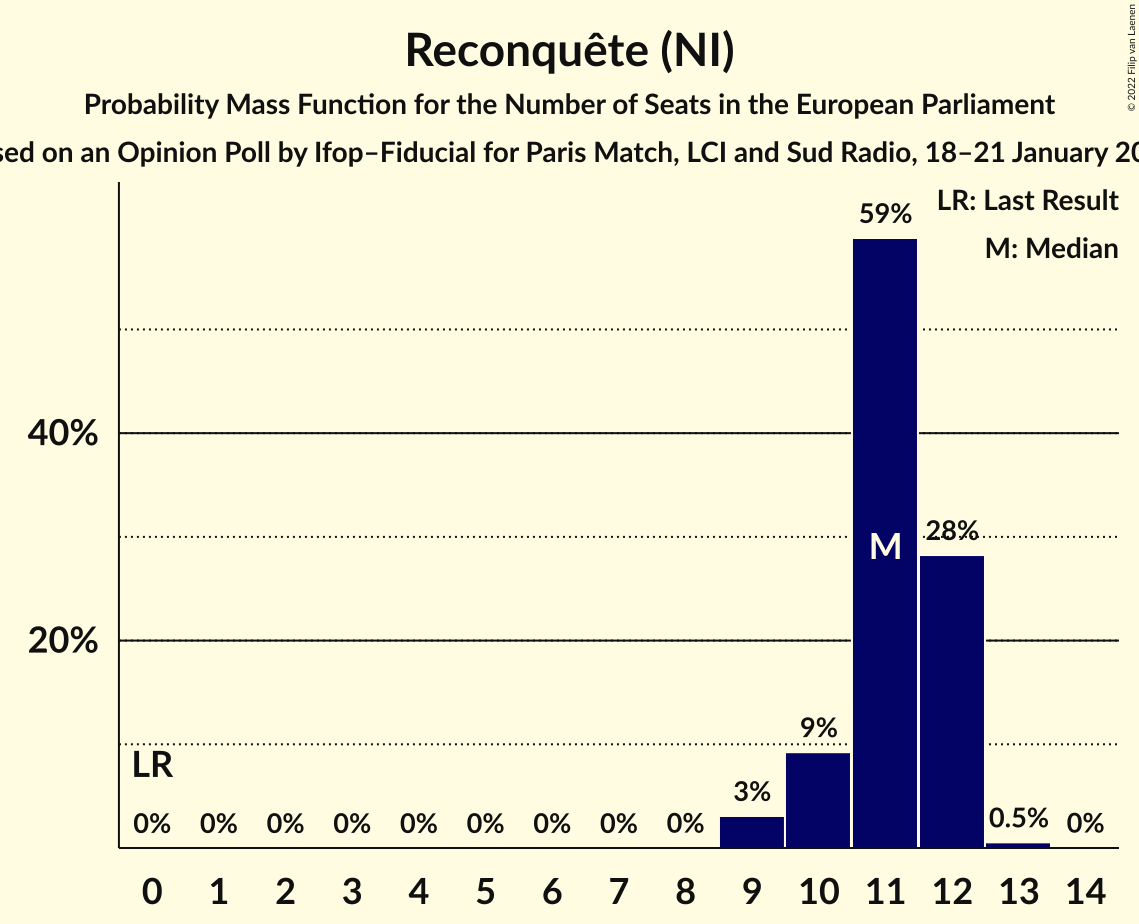 Reconquête (NI)
Probability Mass Function for the Number of Seats in the European Parliament
on an Opinion Poll by Ifop–Fiducial for Paris Match, LCI and Sud Radio, 18–21 January
© 2022 Filip van Laenen
LR: Last Result
M: Median
59%
40%
28%
M
20%
9%
LR
3%
0% 0% 0% 0% 0% 0% 0% 0% 0% 0.5% 0%
0 1 2 3 4 5 6 7 8 9 10 11 12 13 14